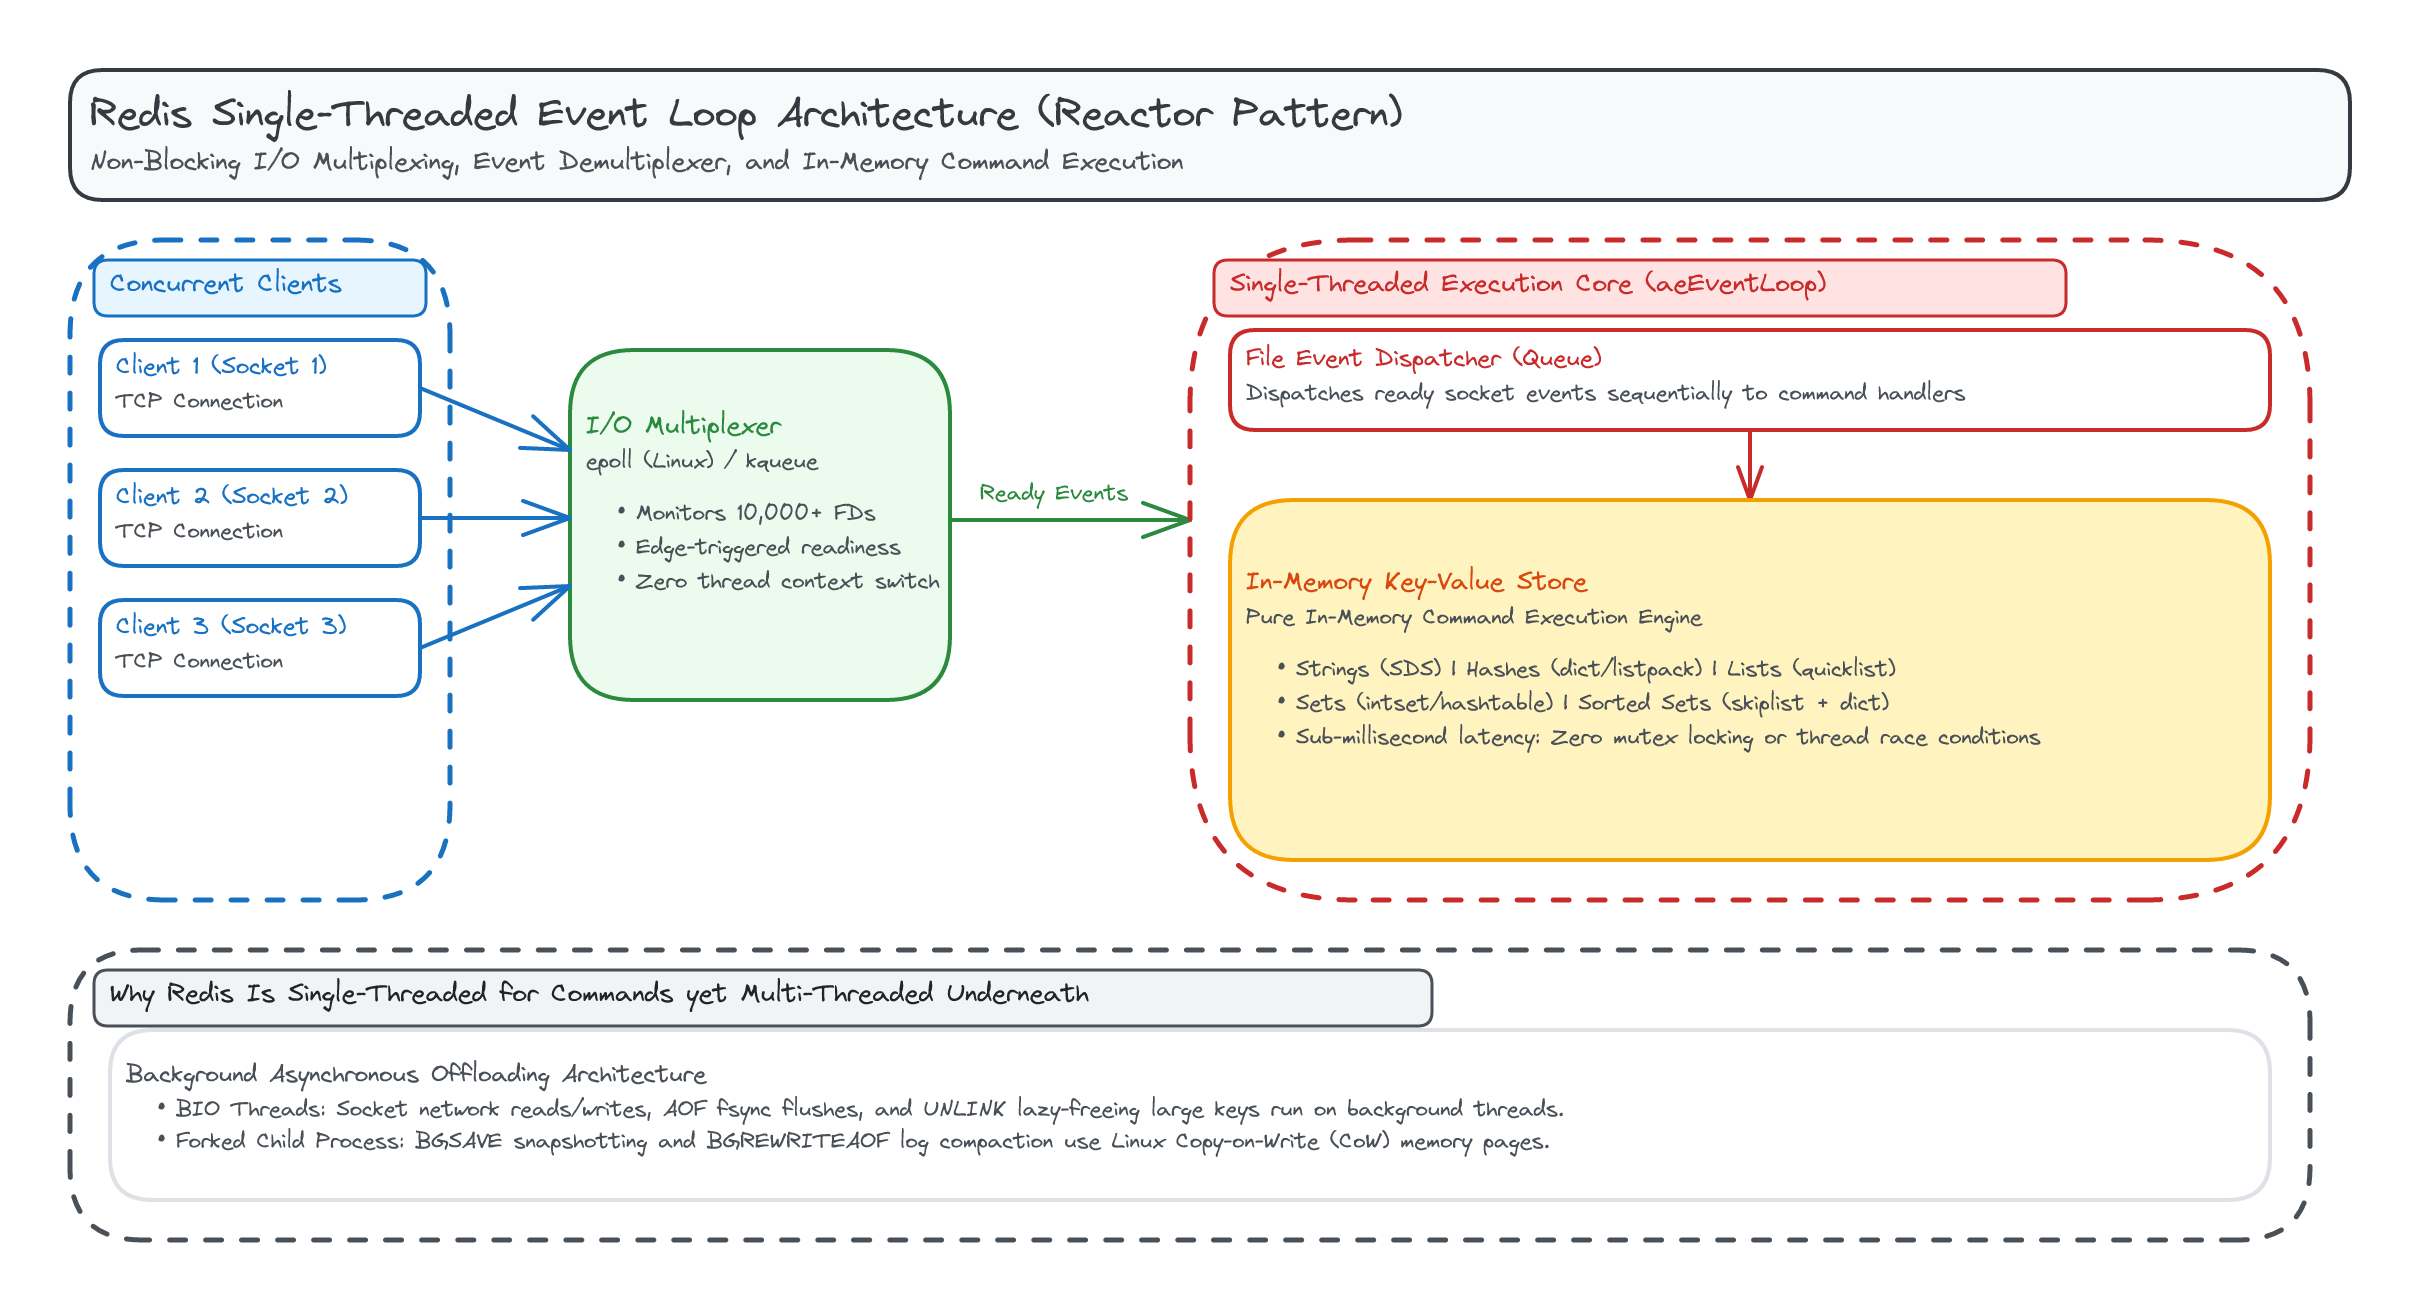 Redis Single-Threaded Event Loop Architecture (Reactor Pattern)
Non-Blocking I/O Multiplexing, Event Demultiplexer, and In-Memory Command Execution
Concurrent Clients
Client 1 (Socket 1)
TCP Connection
Client 2 (Socket 2)
TCP Connection
Client 3 (Socket 3)
TCP Connection
I/O Multiplexer
epoll (Linux) / kqueue
• Monitors 10,000+ FDs
• Edge-triggered readiness
• Zero thread context switch
Ready Events
Single-Threaded Execution Core (aeEventLoop)
File Event Dispatcher (Queue)
Dispatches ready socket events sequentially to command handlers
In-Memory Key-Value Store
Pure In-Memory Command Execution Engine
• Strings (SDS) | Hashes (dict/listpack) | Lists (quicklist)
• Sets (intset/hashtable) | Sorted Sets (skiplist + dict)
• Sub-millisecond latency: Zero mutex locking or thread race conditions
Why Redis Is Single-Threaded for Commands yet Multi-Threaded Underneath
Background Asynchronous Offloading Architecture
• BIO Threads: Socket network reads/writes, AOF fsync flushes, and UNLINK lazy-freeing large keys run on background threads.
• Forked Child Process: BGSAVE snapshotting and BGREWRITEAOF log compaction use Linux Copy-on-Write (CoW) memory pages.